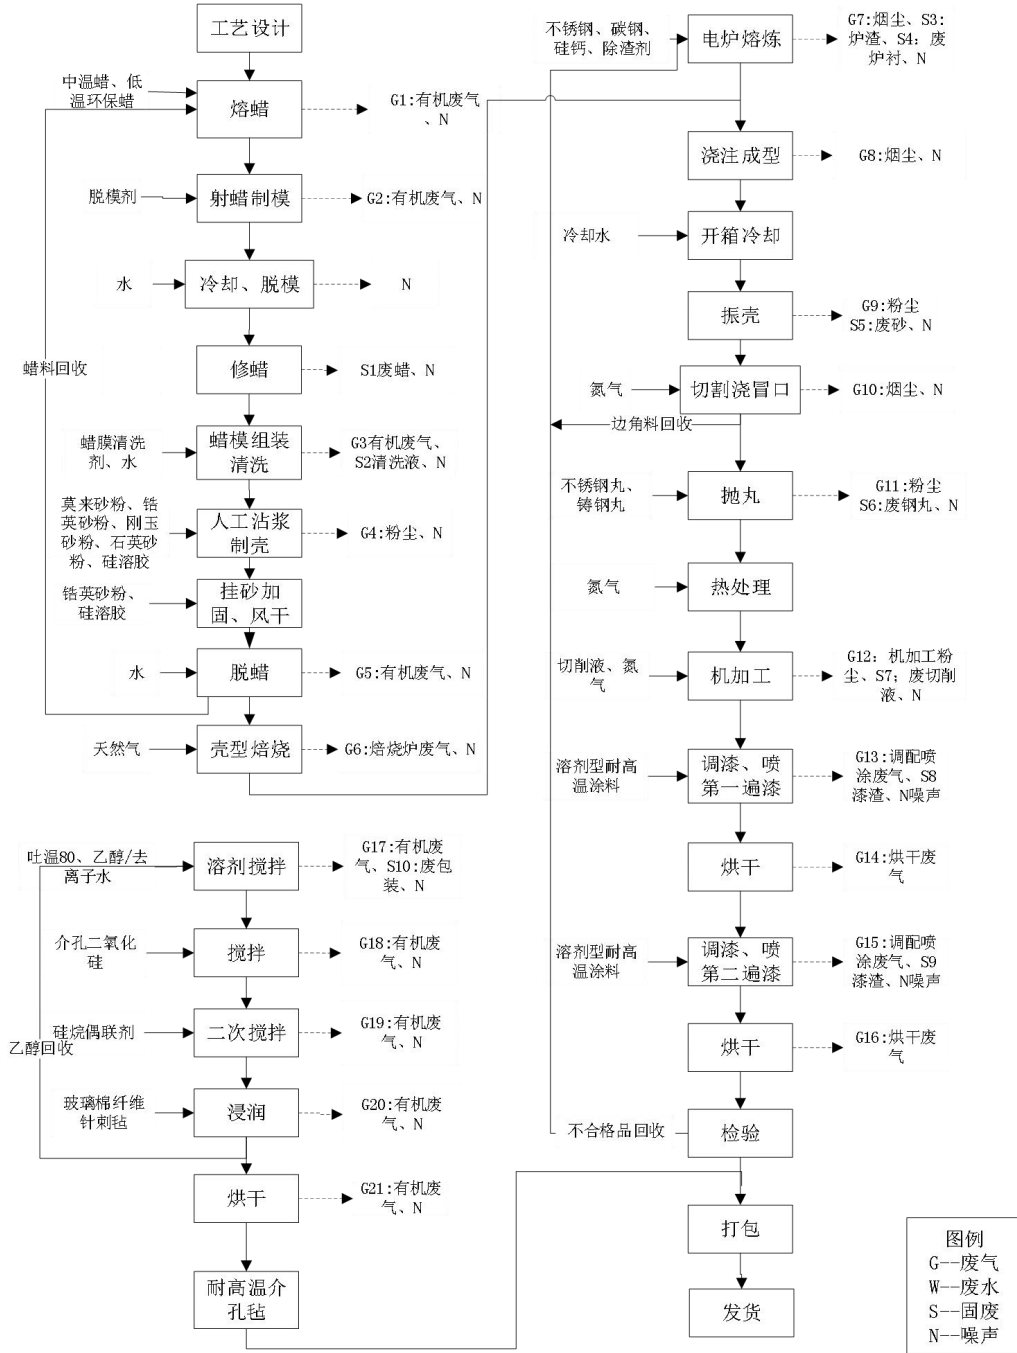 工艺设计
中温蜡、低
温环保蜡
熔蜡
G1:有机废气
、N
脱模剂
射蜡制模
G2:有机废气、N
水
冷却、脱模
N
蜡料回收
修蜡
S1废蜡、N
蜡膜清洗
剂、水
蜡模组装
清洗
G3有机废气、
S2清洗液、N
莫来砂粉、锆
英砂粉、刚玉
砂粉、石英砂
粉、硅溶胶
人工沾浆
制壳
G4:粉尘、N
锆英砂粉、
硅溶胶
挂砂加
固、风干
水
脱蜡
G5:有机废气、N
天然气
壳型焙烧
G6:焙烧炉废气、N
吐温80、乙醇/去
离子水
溶剂搅拌
G17:有机废
气、S10:废包
装、N
介孔二氧化
硅
搅拌
G18:有机废
气、N
硅烷偶联剂
乙醇回收
二次搅拌
G19:有机废
气、N
玻璃棉纤维
针刺毡
浸润
G20:有机废
气、N
烘干
G21:有机废
气、N
耐高温介
孔毡
不锈钢、碳钢、
硅钙、除渣剂
电炉熔炼
G7:烟尘、S3:
炉渣、S4：废
炉衬、N
浇注成型
G8:烟尘、N
冷却水
开箱冷却
振壳
G9:粉尘
S5:废砂、N
氮气
切割浇冒口
G10:烟尘、N
边角料回收
不锈钢丸、
铸钢丸
抛丸
G11:粉尘
S6:废钢丸、N
氮气
热处理
切削液、氮
气
机加工
G12：机加工粉
尘、S7；废切削
液、N
溶剂型耐高
温涂料
调漆、喷
第一遍漆
G13:调配喷
涂废气、S8
漆渣、N噪声
烘干
G14:烘干废
气
溶剂型耐高
温涂料
调漆、喷
第二遍漆
G15:调配喷
涂废气、S9
漆渣、N噪声
烘干
G16:烘干废
气
不合格品回收
检验
打包
发货
图例
G--废气
W--废水
S--固废
N--噪声